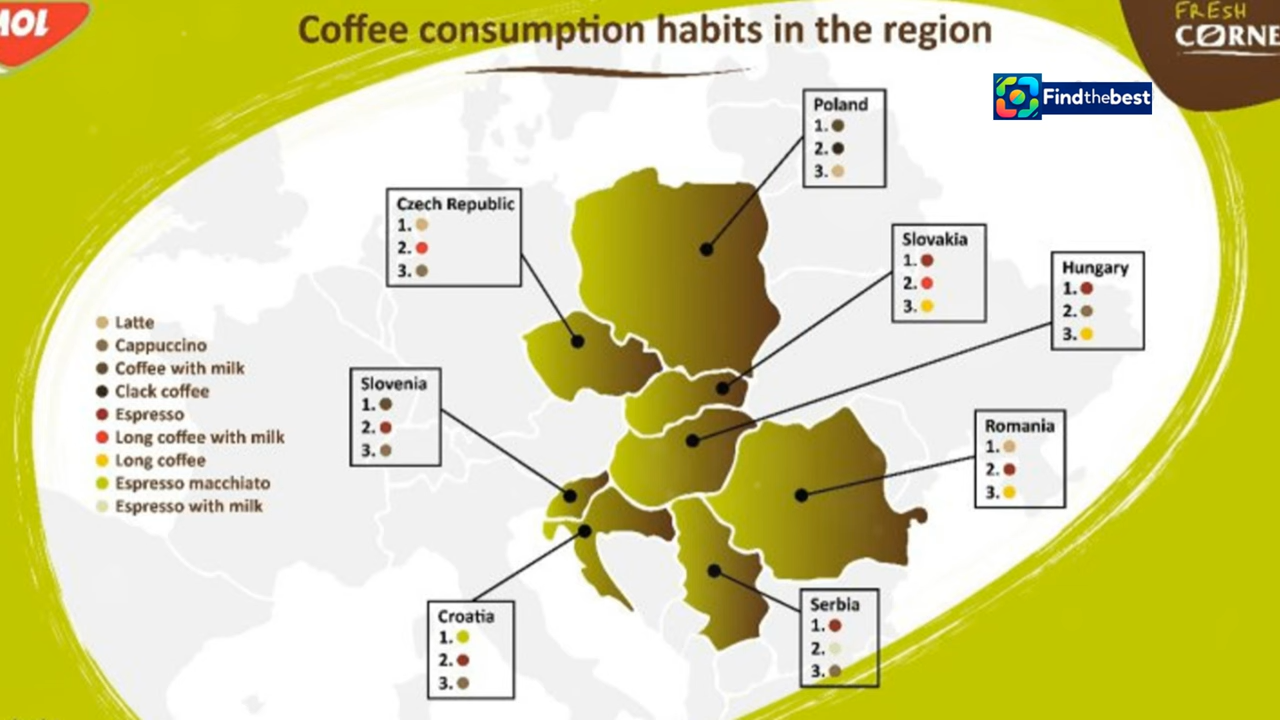 MOL
Coffee consumption habits in the region
FRESH
CORNE
Findthebest
Poland
1.
2.
3.
Czech Republic
1.
2.
3.
Slovakia
1.
2.
3.
Hungary
1.
2.
3.
Latte
Cappuccino
Coffee with milk
Clack coffee
Espresso
Long coffee with milk
Long coffee
Espresso macchiato
Espresso with milk
Slovenia
1.
2.
3.
Romania
1.
2.
3.
Croatia
1.
2.
3.
Serbia
1.
2.
3.